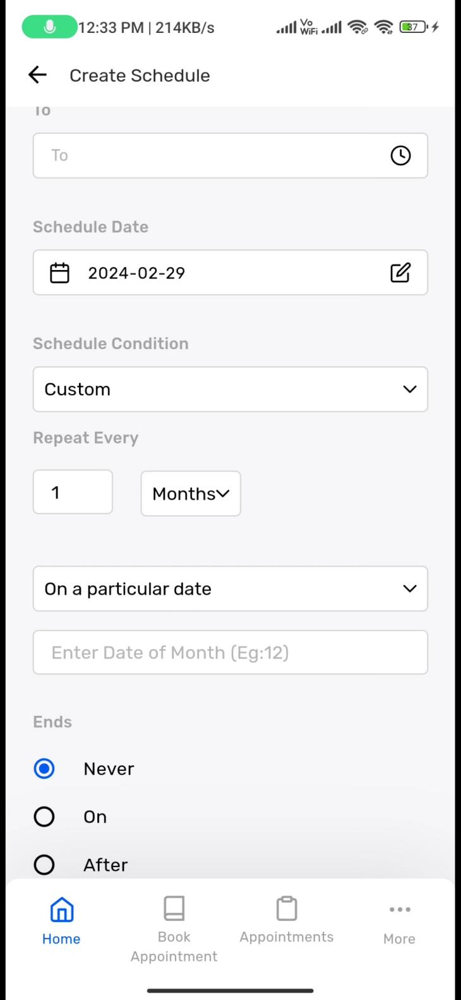 12:33 PM | 214KB/s Vo WiFi 37
Create Schedule
To
To
Schedule Date
2024-02-29
Schedule Condition
Custom
Repeat Every
1 Months
On a particular date
Enter Date of Month (Eg:12)
Ends
Never
On
After
Home Book Appointment Appointments More